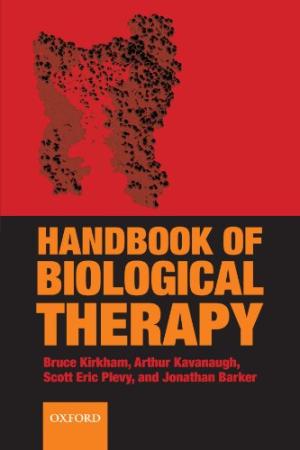 HANDBOOK OF
BIOLOGICAL
THERAPY
Bruce Kirkham, Arthur Kavanaugh,
Scott Eric Plevy, and Jonathan Barker
OXFORD